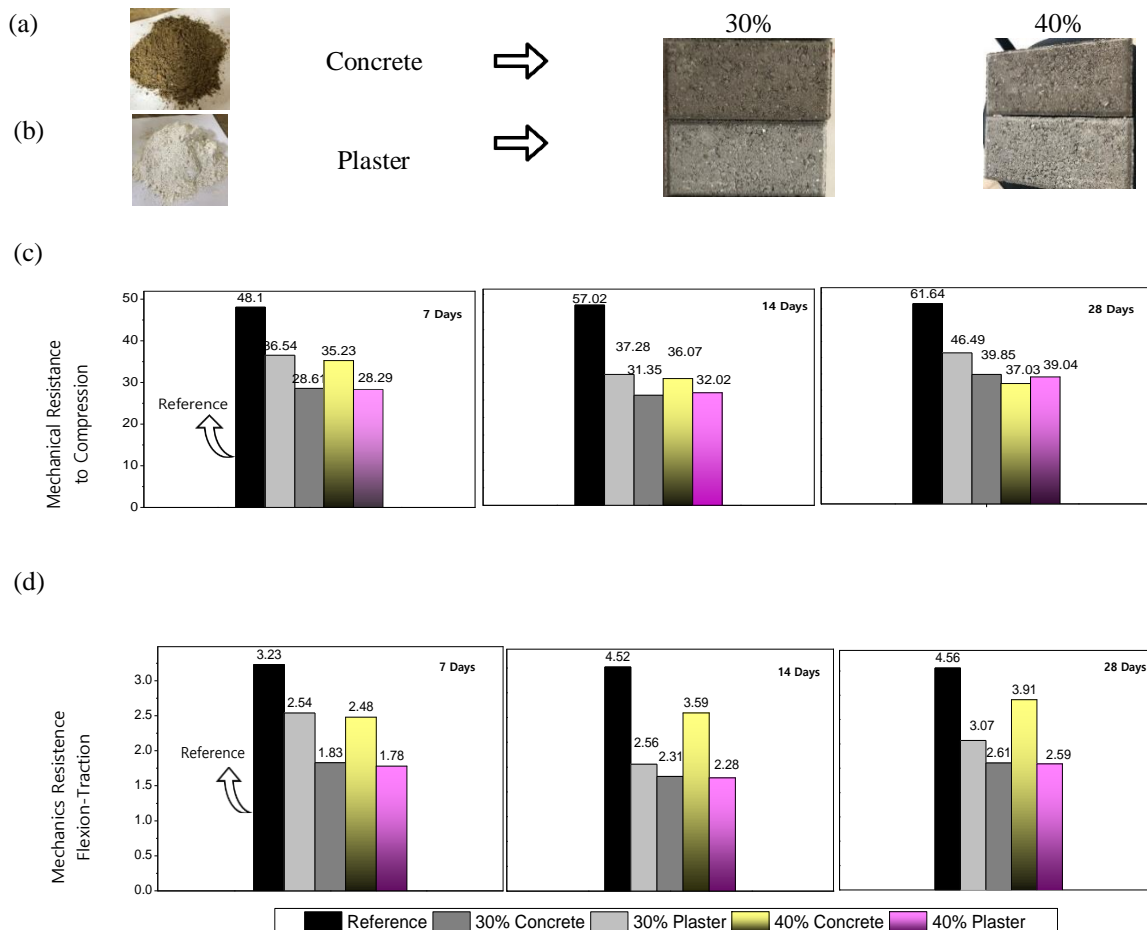 (a)
30%
40%
Concrete
(b)
Plaster
(c)
Mechanical Resistance
to Compression
50
40
30
20
10
0
Reference
48.1
36.54
28.61
35.23
28.29
7 Days
57.02
37.28
31.35
36.07
32.02
14 Days
61.64
46.49
39.85
37.03
39.04
28 Days
(d)
Mechanics Resistence
Flexion-Traction
3.0
2.5
2.0
1.5
1.0
0.5
0.0
Reference
3.23
2.54
1.83
2.48
1.78
7 Days
4.52
2.56
2.31
3.59
2.28
14 Days
4.56
3.07
2.61
3.91
2.59
28 Days
Reference 30% Concrete 30% Plaster 40% Concrete 40% Plaster